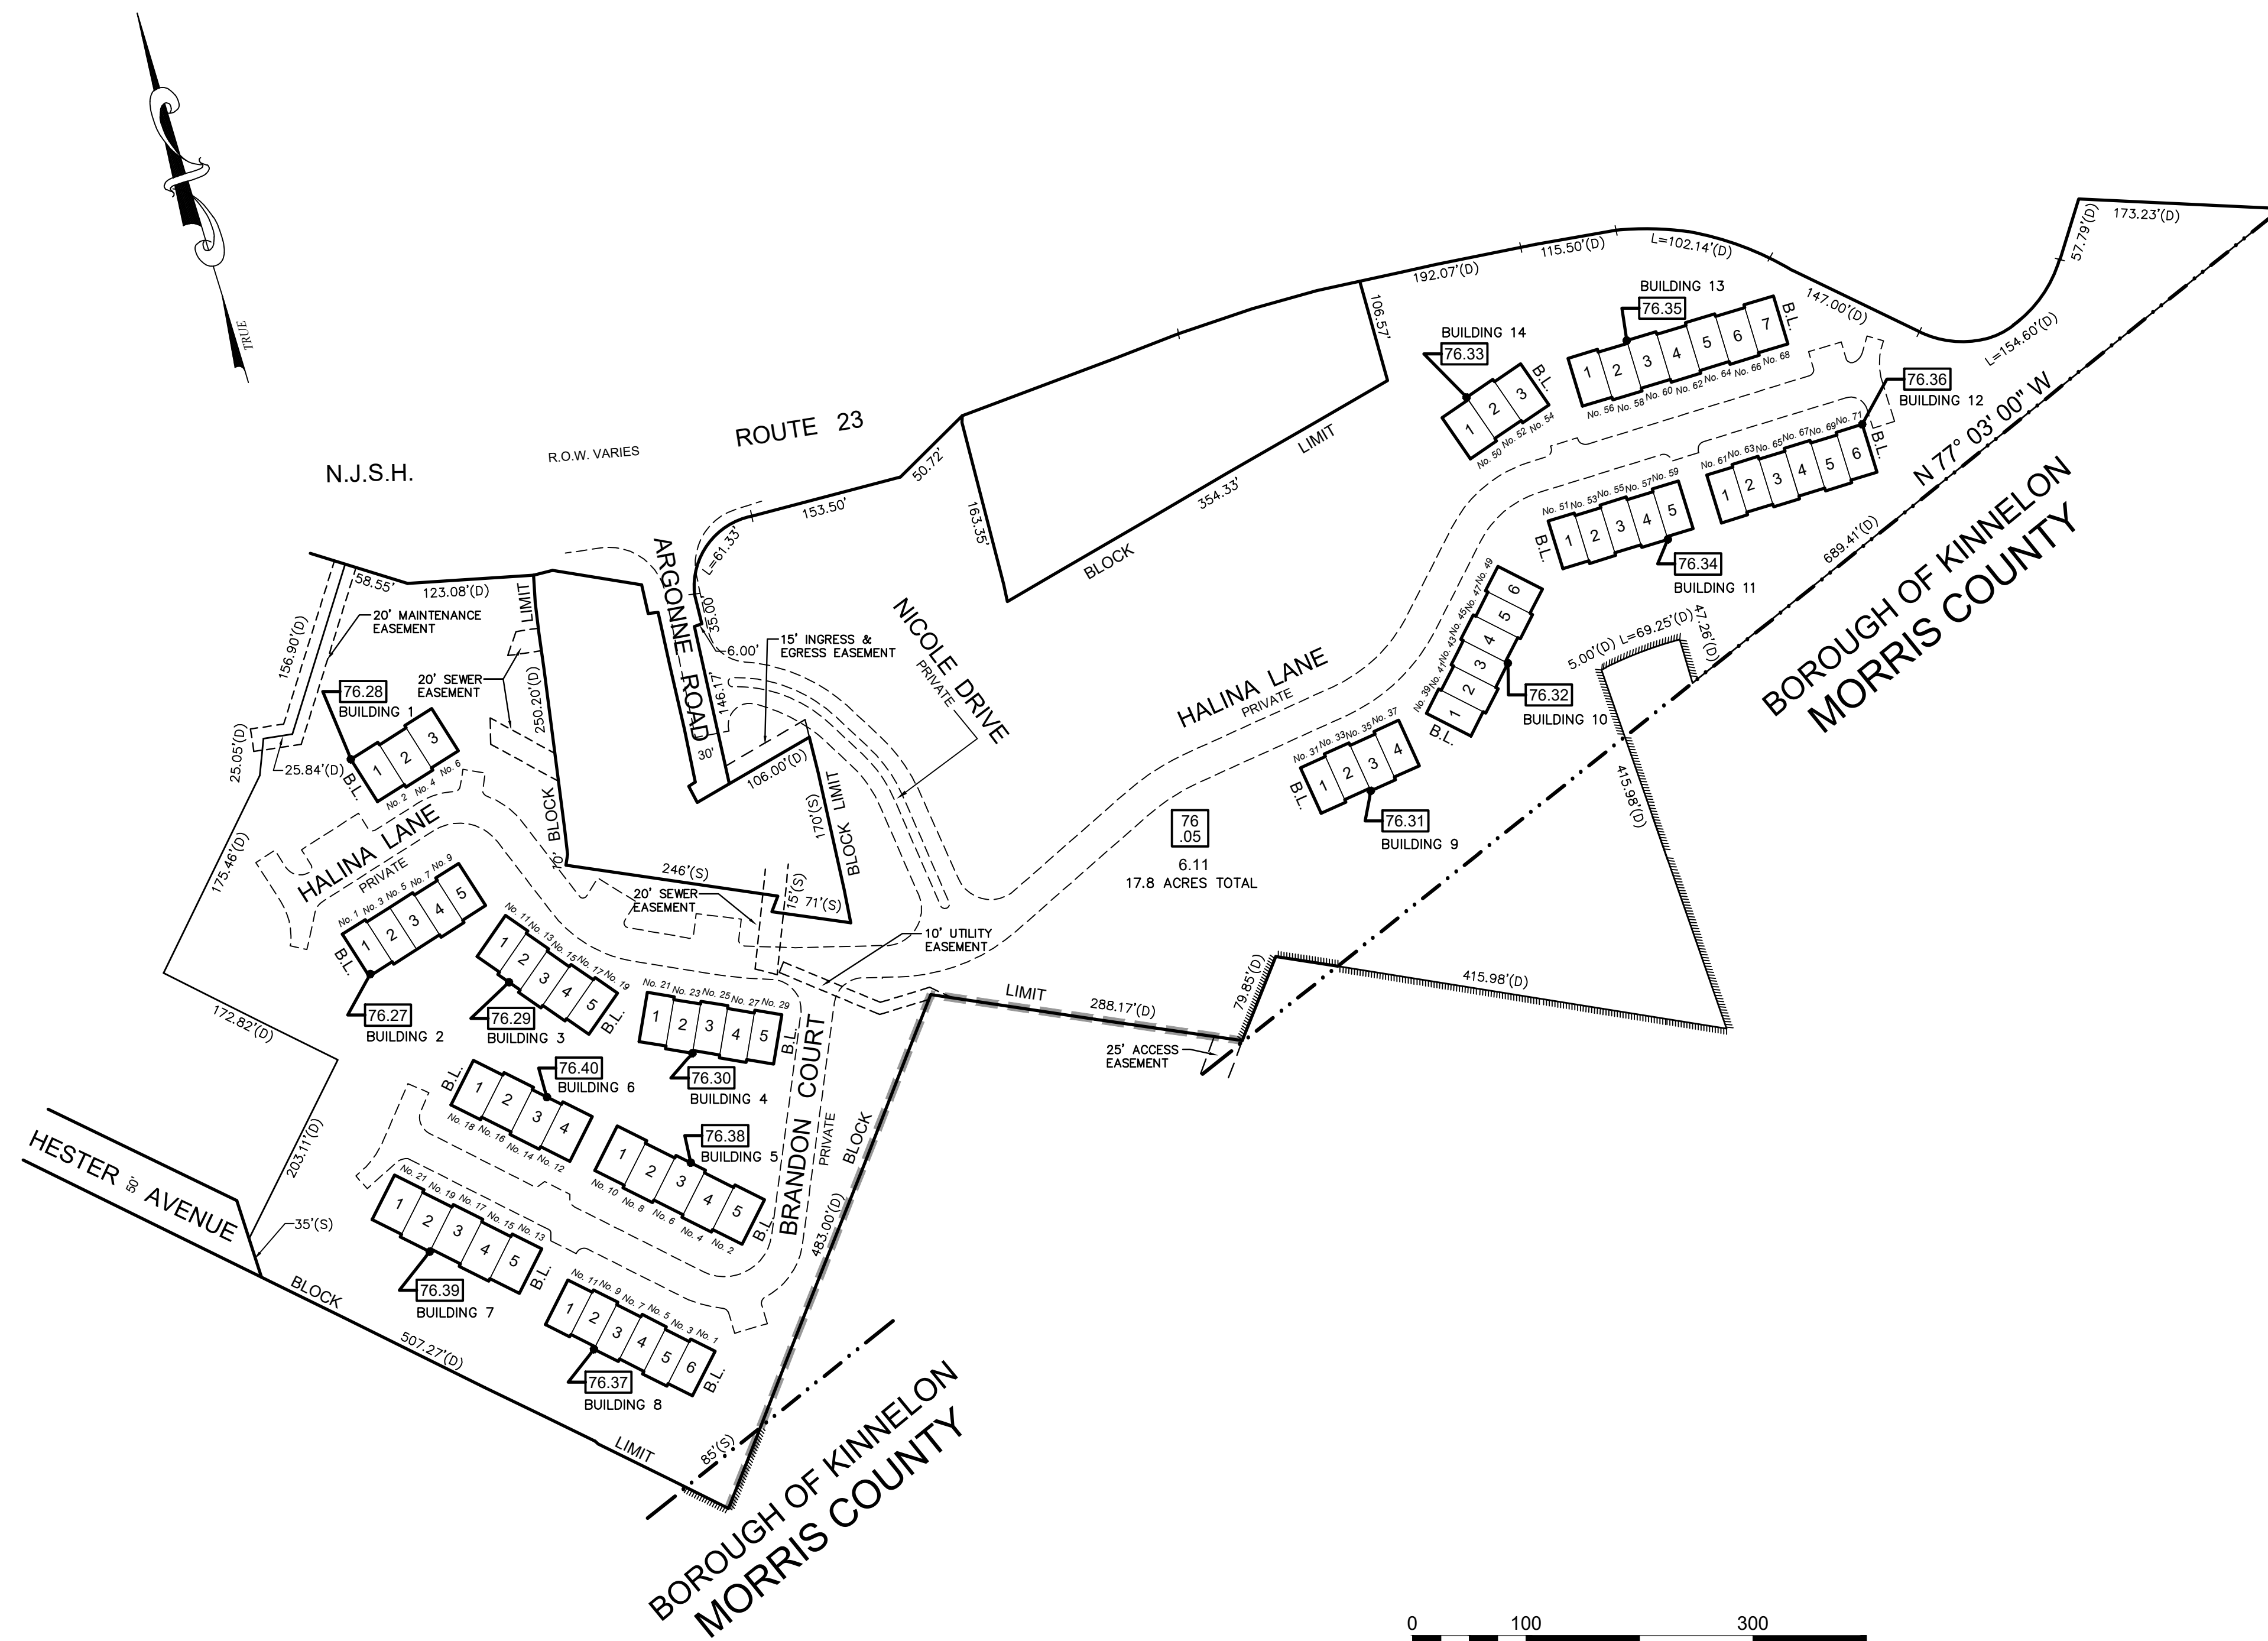 TRUE
N.J.S.H.
R.O.W. VARIES
ROUTE 23
58.55'
123.08'(D)
20' MAINTENANCE
EASEMENT
156.90'(D)
25.05'(D)
25.84'(D)
175.46'(D)
172.82'(D)
203.11'(D)
35'(S)
HESTER AVENUE
50'
BLOCK
507.27'(D)
LIMIT
85'(S)
BOROUGH OF KINNELON
MORRIS COUNTY
LIMIT
20' SEWER
EASEMENT
250.20'(D)
BLOCK
10'
246'(S)
20' SEWER
EASEMENT
15'(S)
71'(S)
170'(S)
BLOCK LIMIT
106.00'(D)
30'
146.17'
ARGONNE ROAD
35.00'
6.00'
L=61.33'
153.50'
50.72'
15' INGRESS &
EGRESS EASEMENT
NICOLE DRIVE
PRIVATE
163.35'
BLOCK
354.33'
LIMIT
106.57'
192.07'(D)
115.50'(D)
L=102.14'(D)
147.00'(D)
L=154.60'(D)
57.79'(D)
173.23'(D)
N 77° 03' 00" W
689.41'(D)
BOROUGH OF KINNELON
MORRIS COUNTY
47.26'(D)
L=69.25'(D)
5.00'(D)
415.98'(D)
415.98'(D)
79.85'(D)
288.17'(D)
LIMIT
25' ACCESS
EASEMENT
10' UTILITY
EASEMENT
483.00'(D)
BLOCK
BRANDON COURT
PRIVATE
HALINA LANE
PRIVATE
HALINA LANE
PRIVATE
76
.05
6.11
17.8 ACRES TOTAL
76.28
BUILDING 1
1 2 3
No. 2 No. 4 No. 6
B.L.
76.27
BUILDING 2
1 2 3 4 5
No. 1 No. 3 No. 5 No. 7 No. 9
B.L.
76.29
BUILDING 3
1 2 3 4 5
No. 11 No. 13 No. 15 No. 17 No. 19
B.L.
76.30
BUILDING 4
1 2 3 4 5
No. 21 No. 23 No. 25 No. 27 No. 29
B.L.
76.40
BUILDING 6
1 2 3 4
No. 18 No. 16 No. 14 No. 12
B.L.
76.38
BUILDING 5
1 2 3 4 5
No. 10 No. 8 No. 6 No. 4 No. 2
B.L.
76.39
BUILDING 7
1 2 3 4 5
No. 21 No. 19 No. 17 No. 15 No. 13
B.L.
76.37
BUILDING 8
1 2 3 4 5 6
No. 11 No. 9 No. 7 No. 5 No. 3 No. 1
B.L.
76.31
BUILDING 9
1 2 3 4
No. 31 No. 33 No. 35 No. 37
B.L.
76.32
BUILDING 10
1 2 3 4 5 6
No. 39 No. 41 No. 43 No. 45 No. 47 No. 49
B.L.
76.34
BUILDING 11
1 2 3 4 5
No. 51 No. 53 No. 55 No. 57 No. 59
B.L.
76.36
BUILDING 12
1 2 3 4 5 6
No. 61 No. 63 No. 65 No. 67 No. 69 No. 71
B.L.
BUILDING 13
76.35
1 2 3 4 5 6 7
No. 56 No. 58 No. 60 No. 62 No. 64 No. 66 No. 68
B.L.
BUILDING 14
76.33
1 2 3
No. 50 No. 52 No. 54
B.L.
0 100 300